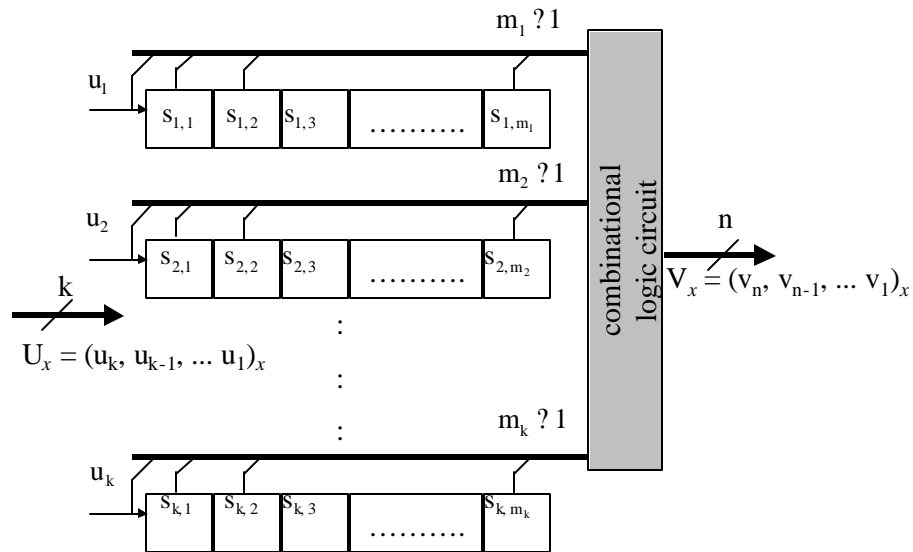 m₁ ? 1
u₁
s₁,₁ s₁,₂ s₁,₃ .......... s₁,ₘ₁
m₂ ? 1
u₂
s₂,₁ s₂,₂ s₂,₃ .......... s₂,ₘ₂
combinational
logic circuit
n
Vₓ = (vₙ, vₙ₋₁, ... v₁)ₓ
k
Uₓ = (uₖ, uₖ₋₁, ... u₁)ₓ
:
:
:
mₖ ? 1
uₖ
sₖ,₁ sₖ,₂ sₖ,₃ .......... sₖ,ₘₖ